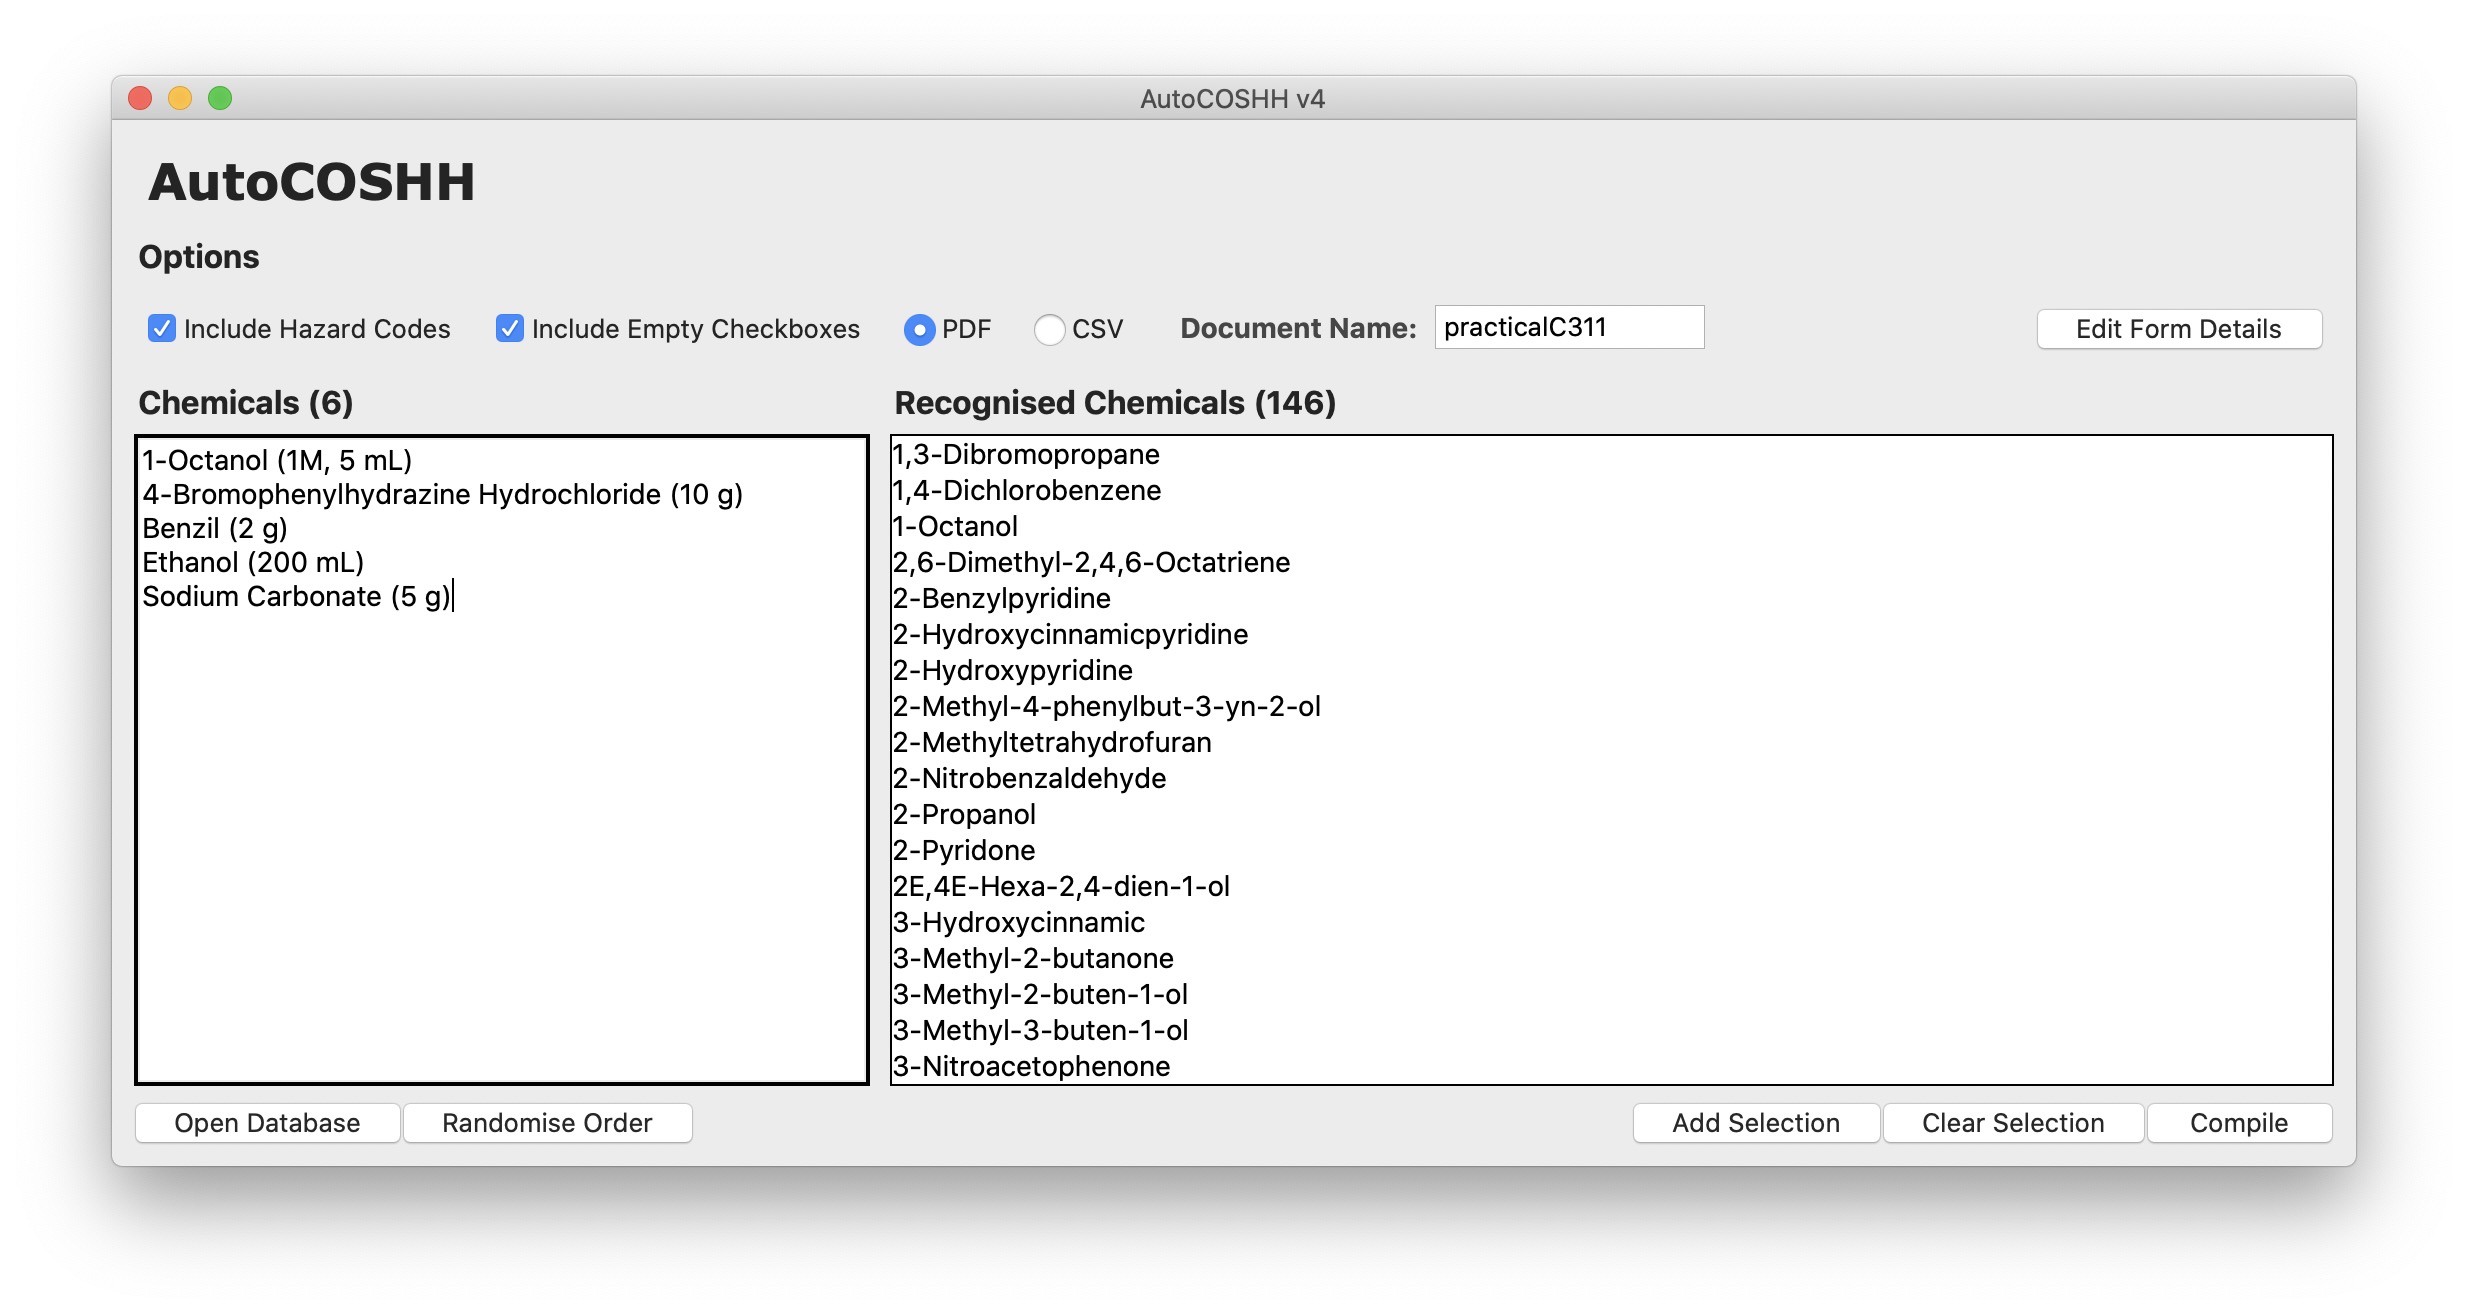 AutoCOSHH v4
AutoCOSHH
Options
Include Hazard Codes Include Empty Checkboxes PDF CSV Document Name: practicalC311 Edit Form Details
Chemicals (6)
1-Octanol (1M, 5 mL)
4-Bromophenylhydrazine Hydrochloride (10 g)
Benzil (2 g)
Ethanol (200 mL)
Sodium Carbonate (5 g)
Recognised Chemicals (146)
1,3-Dibromopropane
1,4-Dichlorobenzene
1-Octanol
2,6-Dimethyl-2,4,6-Octatriene
2-Benzylpyridine
2-Hydroxycinnamicpyridine
2-Hydroxypyridine
2-Methyl-4-phenylbut-3-yn-2-ol
2-Methyltetrahydrofuran
2-Nitrobenzaldehyde
2-Propanol
2-Pyridone
2E,4E-Hexa-2,4-dien-1-ol
3-Hydroxycinnamic
3-Methyl-2-butanone
3-Methyl-2-buten-1-ol
3-Methyl-3-buten-1-ol
3-Nitroacetophenone
Open Database Randomise Order Add Selection Clear Selection Compile